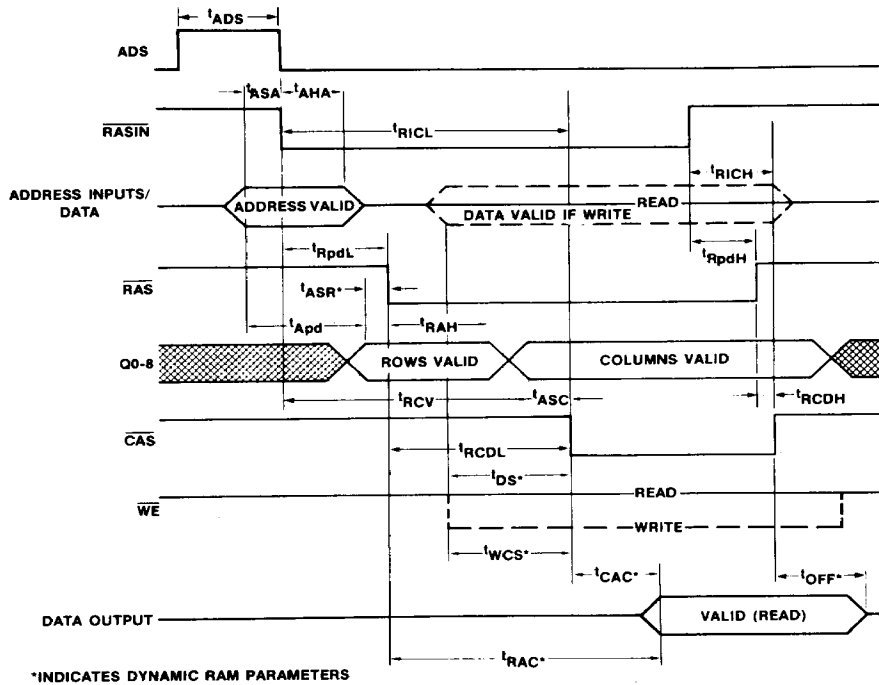 tADS
ADS
tASA tAHA
RASIN
tRICL
tRICH
ADDRESS INPUTS/
DATA
ADDRESS VALID
READ
DATA VALID IF WRITE
tRpdL
tRpdH
RAS
tASR*
tApd
tRAH
Q0-8
ROWS VALID
COLUMNS VALID
tRCV
tASC
tRCDH
CAS
tRCDL
tDS*
WE
READ
WRITE
tWCS*
tCAC*
tOFF*
DATA OUTPUT
VALID (READ)
tRAC*
*INDICATES DYNAMIC RAM PARAMETERS